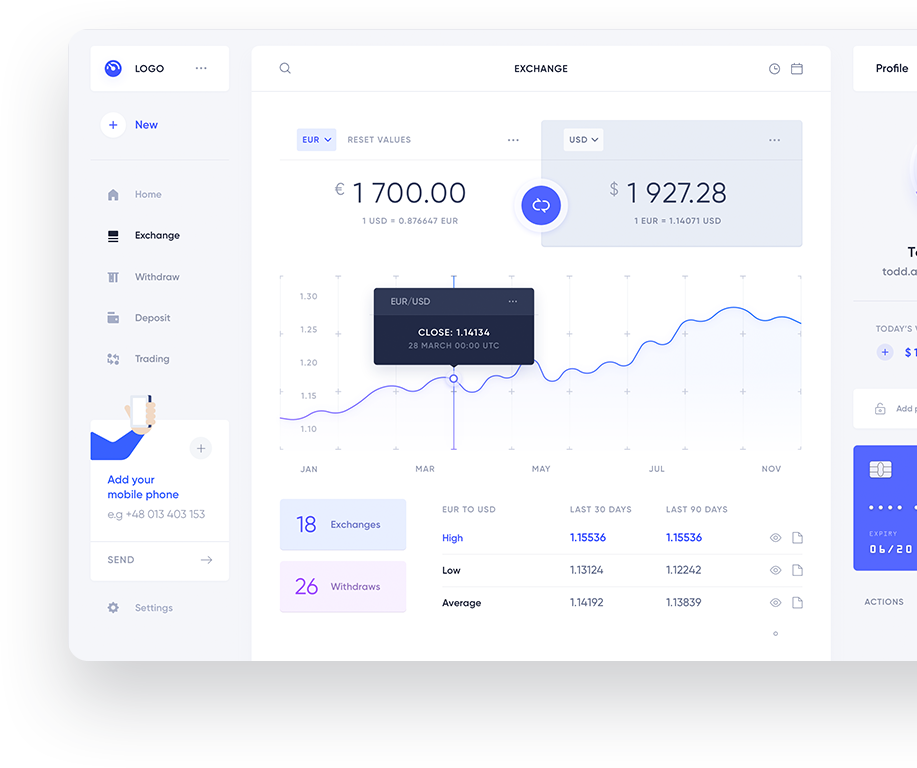 LOGO
New
Home
Exchange
Withdraw
Deposit
Trading
Add your
mobile phone
e.g +48 013 403 153
SEND
Settings
EXCHANGE
EUR
RESET VALUES
€ 1 700.00
1 USD = 0.876647 EUR
USD
$ 1 927.28
1 EUR = 1.14071 USD
1.30
1.25
1.20
1.15
1.10
EUR/USD
CLOSE: 1.14134
28 MARCH 00:00 UTC
JAN MAR MAY JUL NOV
18 Exchanges
26 Withdraws
EUR TO USD LAST 30 DAYS LAST 90 DAYS
High 1.15536 1.15536
Low 1.13124 1.12242
Average 1.14192 1.13839
Profile
todd.a
TODAY'S
$ 1
Add
EXPIRY
06/20
ACTIONS